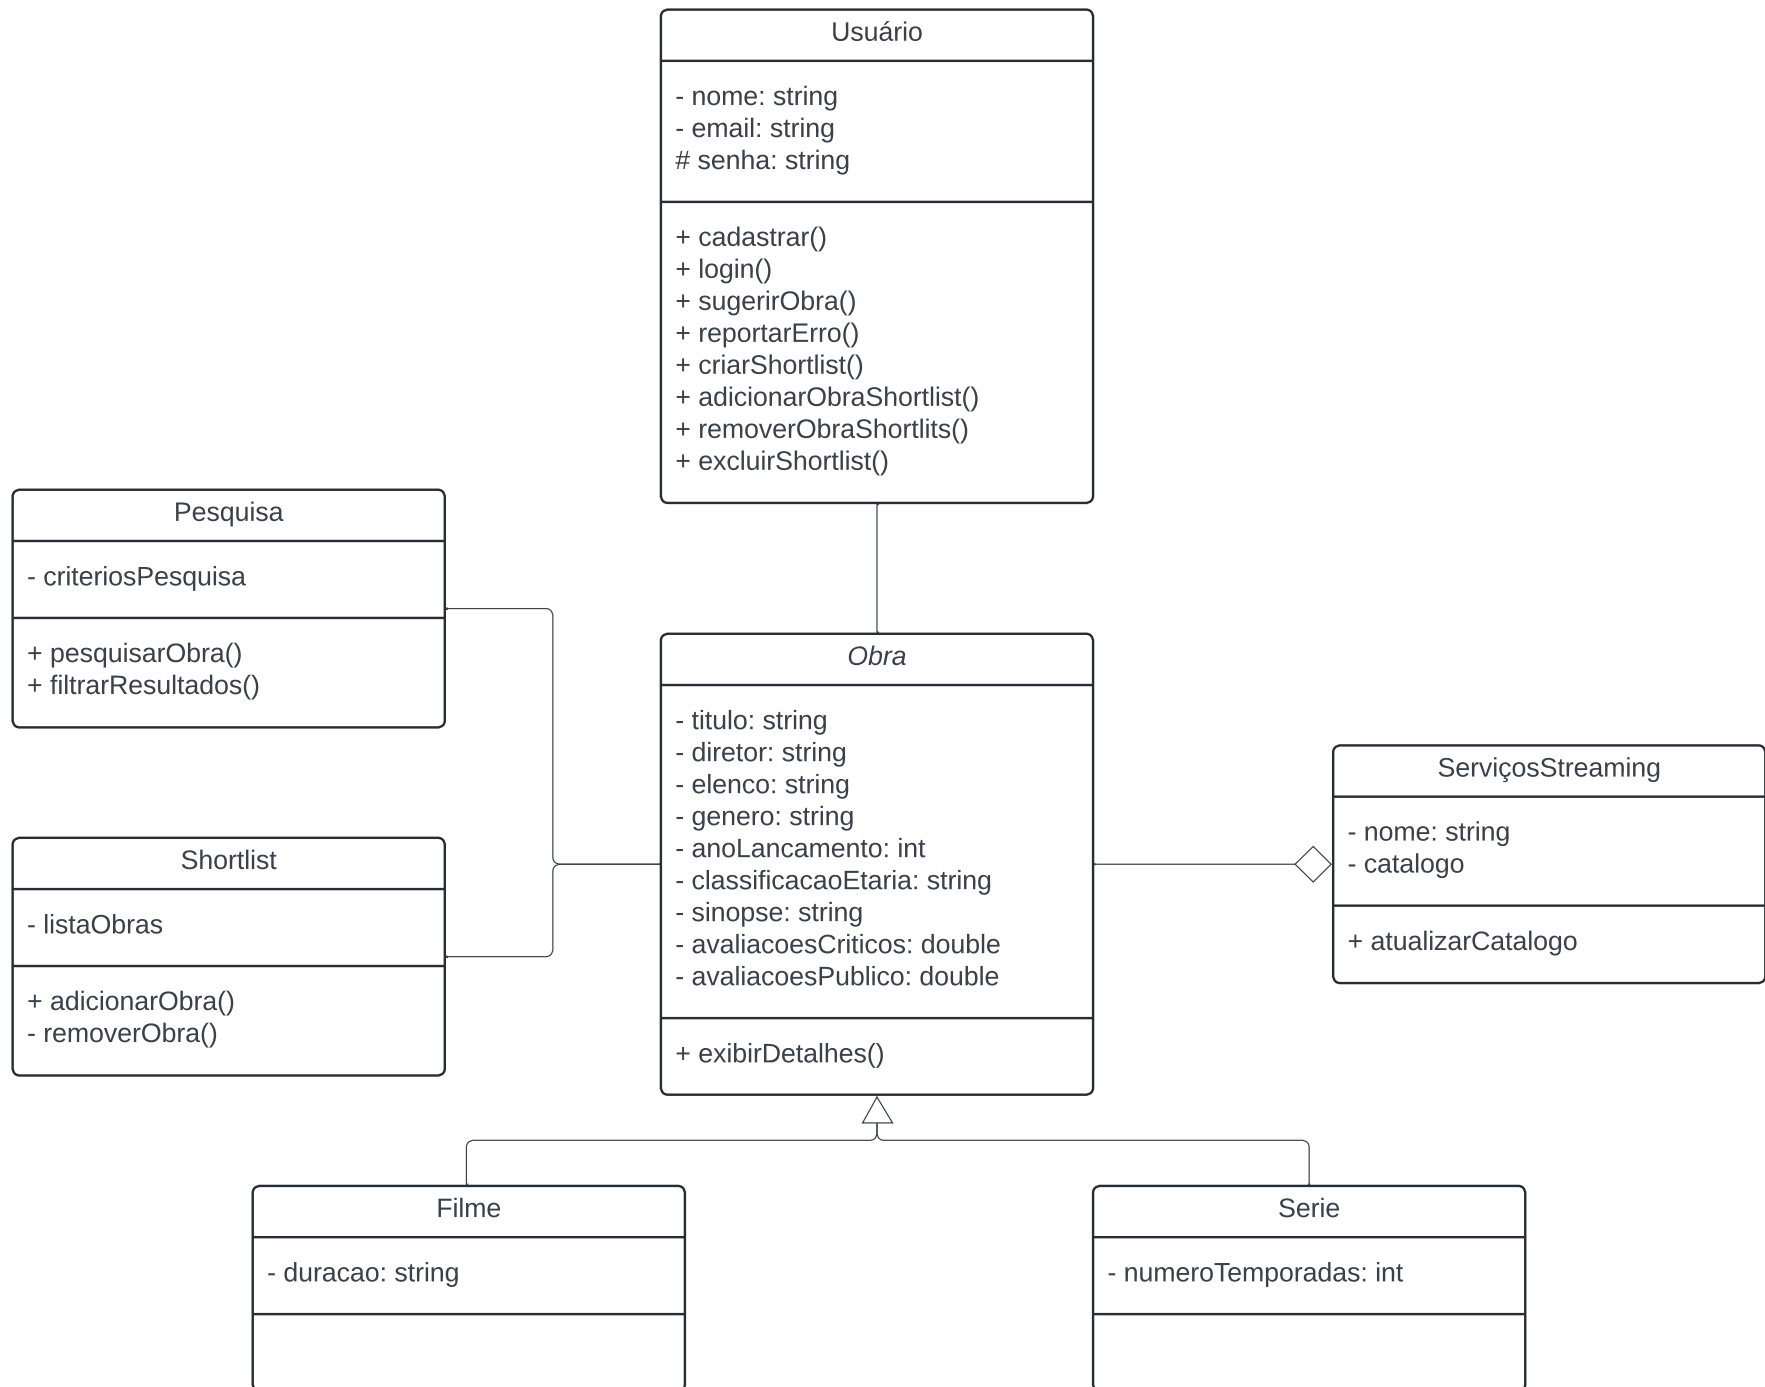 Usuário
- nome: string
- email: string
# senha: string
+ cadastrar()
+ login()
+ sugerirObra()
+ reportarErro()
+ criarShortlist()
+ adicionarObraShortlist()
+ removerObraShortlits()
+ excluirShortlist()
Pesquisa
- criteriosPesquisa
+ pesquisarObra()
+ filtrarResultados()
Shortlist
- listaObras
+ adicionarObra()
- removerObra()
Obra
- titulo: string
- diretor: string
- elenco: string
- genero: string
- anoLancamento: int
- classificacaoEtaria: string
- sinopse: string
- avaliacoesCriticos: double
- avaliacoesPublico: double
+ exibirDetalhes()
ServiçosStreaming
- nome: string
- catalogo
+ atualizarCatalogo
Filme
- duracao: string
Serie
- numeroTemporadas: int